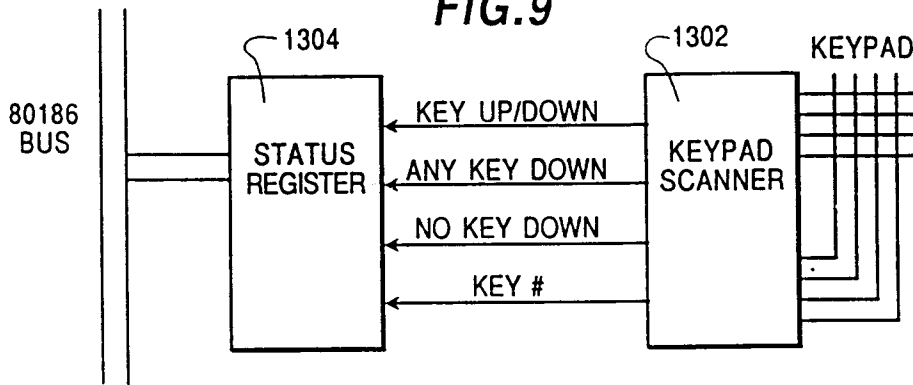 FIG.9
1304
1302
KEYPAD
80186
BUS
STATUS
REGISTER
KEY UP/DOWN
ANY KEY DOWN
NO KEY DOWN
KEY #
KEYPAD
SCANNER